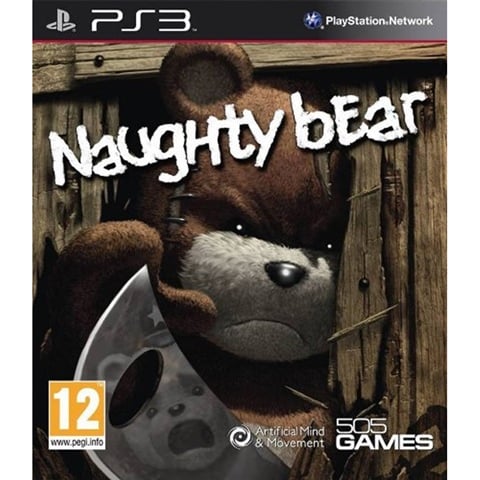 PS3
PlayStation®Network
Naughty bEar
12
www.pegi.info
Artificial Mind
& Movement
505
GAMES